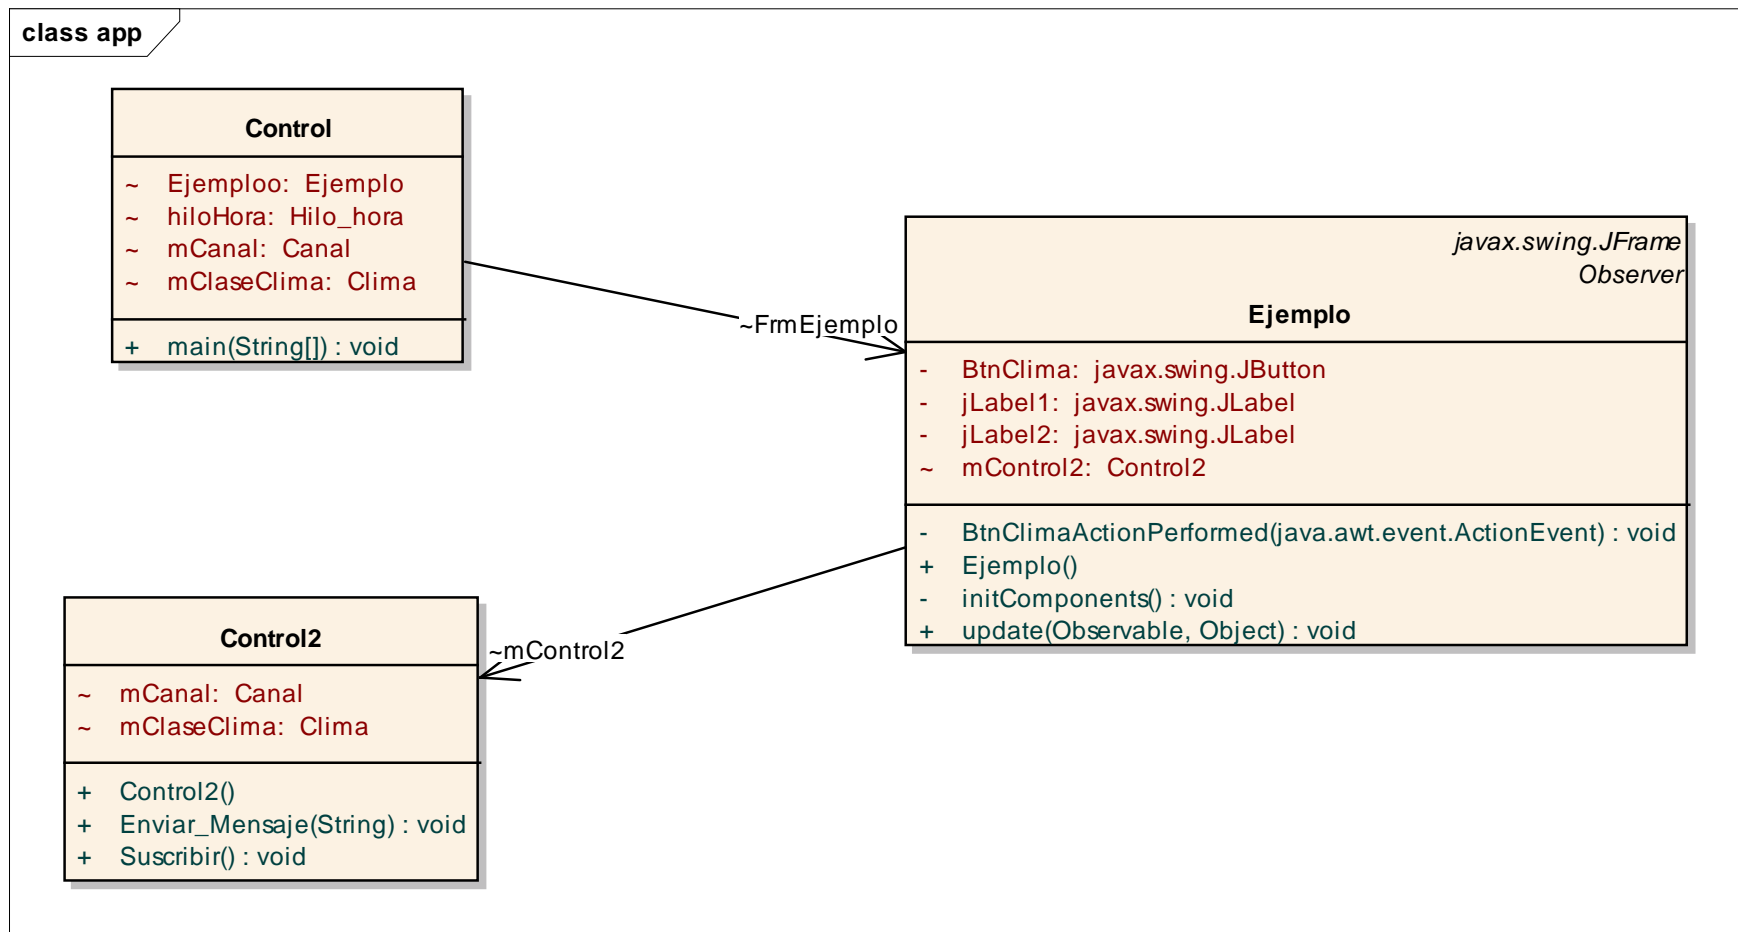 class app
Control
~ Ejemploo: Ejemplo
~ hiloHora: Hilo_hora
~ mCanal: Canal
~ mClaseClima: Clima
+ main(String[]) : void
~FrmEjemplo
javax.swing.JFrame
Observer
Ejemplo
- BtnClima: javax.swing.JButton
- jLabel1: javax.swing.JLabel
- jLabel2: javax.swing.JLabel
~ mControl2: Control2
- BtnClimaActionPerformed(java.awt.event.ActionEvent) : void
+ Ejemplo()
- initComponents() : void
+ update(Observable, Object) : void
~mControl2
Control2
~ mCanal: Canal
~ mClaseClima: Clima
+ Control2()
+ Enviar_Mensaje(String) : void
+ Suscribir() : void